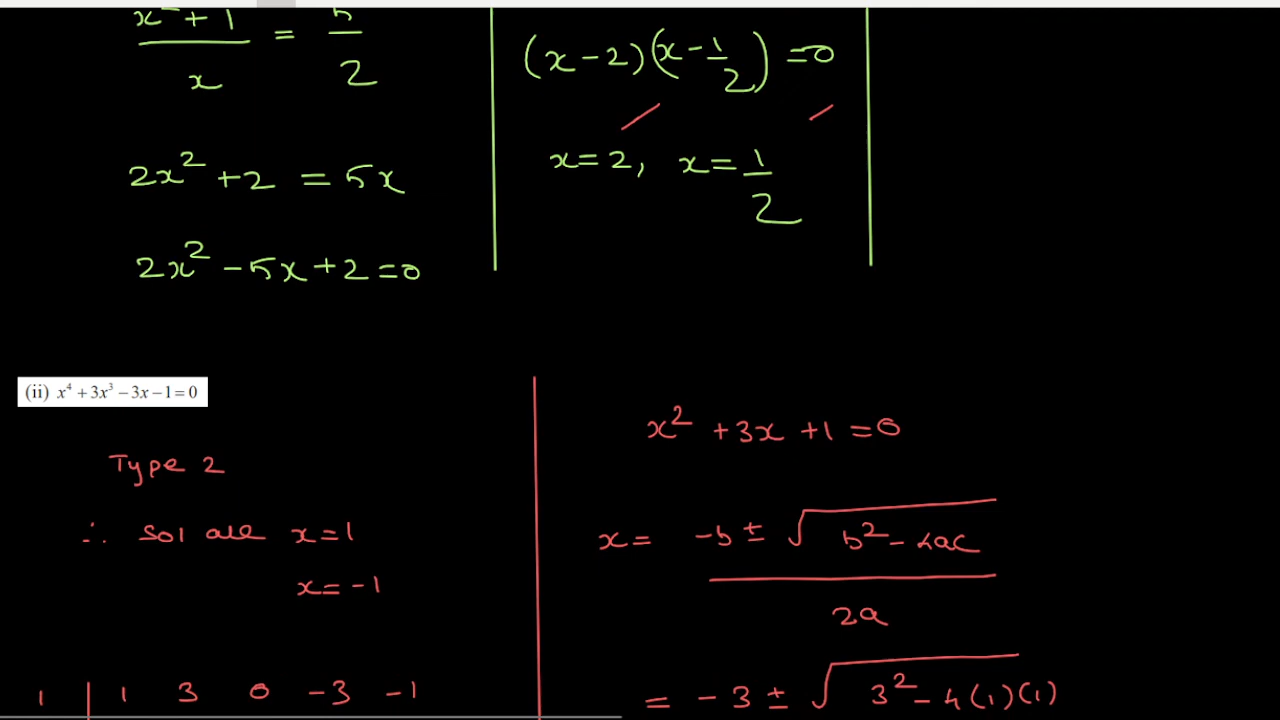 x² + 1 / x = 5 / 2
2x² + 2 = 5x
2x² - 5x + 2 = 0
(x - 2)(x - 1/2) = 0
x = 2, x = 1/2
(ii) x⁴ + 3x³ − 3x − 1 = 0
Type 2
∴ Sol are x = 1
x = -1
1 | 1 3 0 -3 -1
x² + 3x + 1 = 0
x = -b ± √(b² - 4ac) / 2a
= -3 ± √(3² - 4(1)(1))